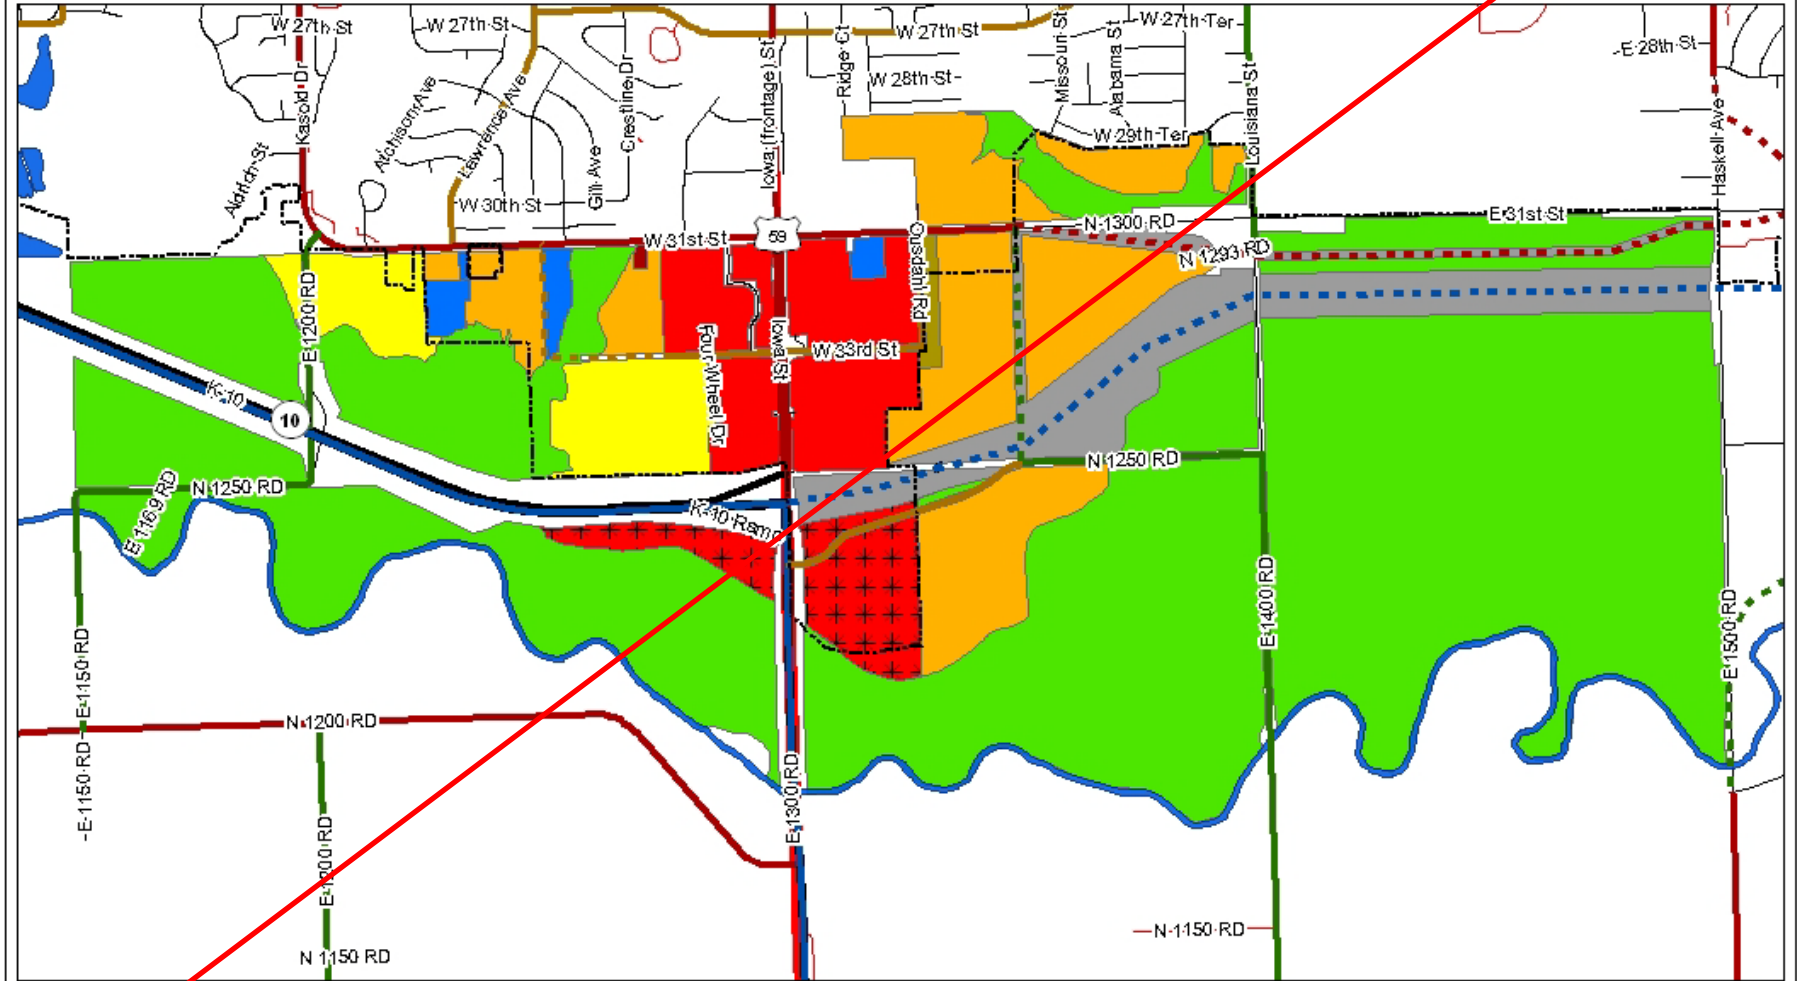 W 27th St
W 27th St
W 27th St
W 27th Ter
E 28th St
W 28th St
Kasold Dr
Atchison Ave
Lawrence Ave
Crestline Dr
Iowa (frontage) St
Ridge Ct
Missouri St
Alabama St
Louisiana St
Haskell Ave
W 29th Ter
Aldrich St
Gill Ave
W 30th St
W 31st St
59
N 1300 RD
E 31st St
N 1293 RD
Ousdahl Rd
E 1200 RD
Four Wheel Dr
Iowa St
W 33rd St
K-10
10
N 1250 RD
N 1250 RD
E 1169 RD
K-10 Ramp
E 1400 RD
E 1150 RD
E 1500 RD
N 1200 RD
E 1150 RD
E 1300 RD
E 1200 RD
N 1150 RD
N 1150 RD